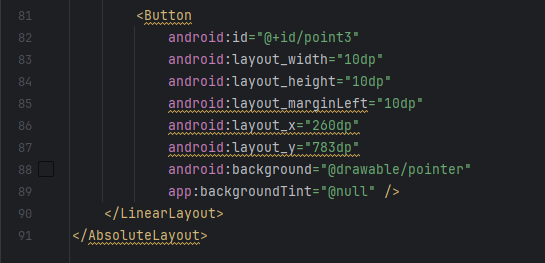 81 <Button
82 android:id="@+id/point3"
83 android:layout_width="10dp"
84 android:layout_height="10dp"
85 android:layout_marginLeft="10dp"
86 android:layout_x="260dp"
87 android:layout_y="783dp"
88 android:background="@drawable/pointer"
89 app:backgroundTint="@null" />
90 </LinearLayout>
91 </AbsoluteLayout>